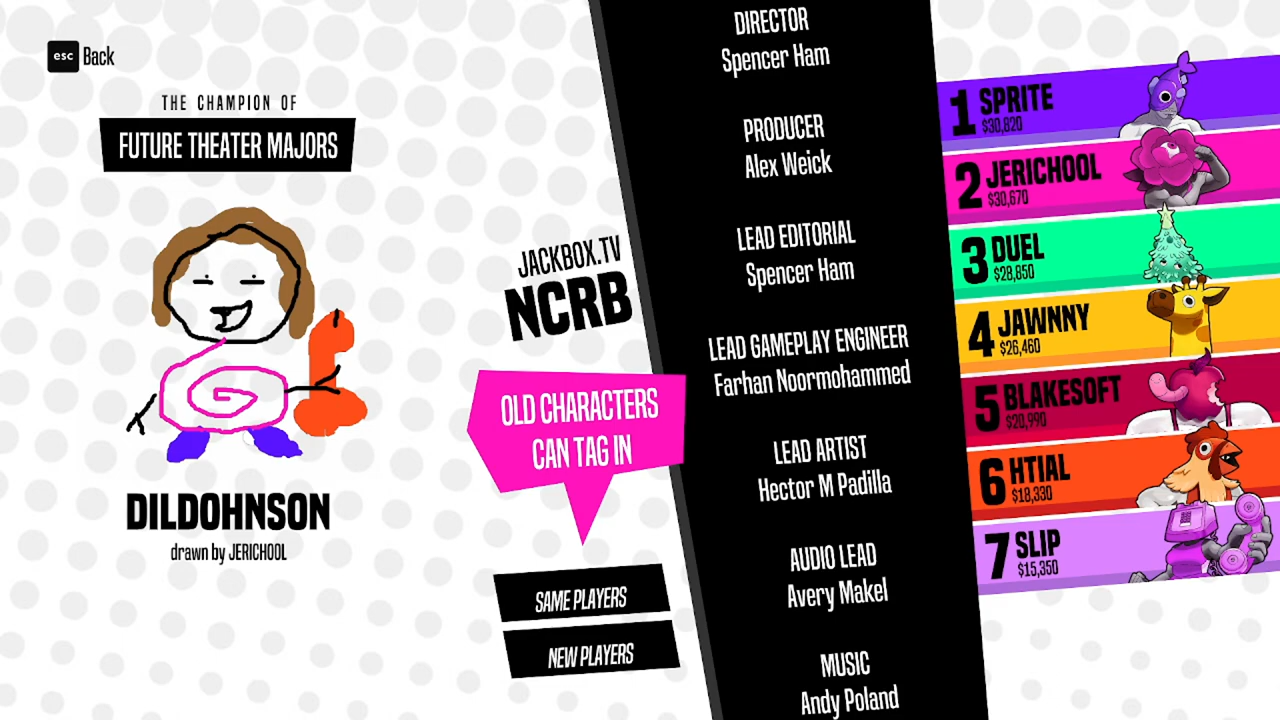 esc Back
THE CHAMPION OF
FUTURE THEATER MAJORS
DILDOHNSON
drawn by JERICHOOL
JACKBOX.TV
NCRB
OLD CHARACTERS
CAN TAG IN
SAME PLAYERS
NEW PLAYERS
DIRECTOR
Spencer Ham
PRODUCER
Alex Weick
LEAD EDITORIAL
Spencer Ham
LEAD GAMEPLAY ENGINEER
Farhan Noormohammed
LEAD ARTIST
Hector M Padilla
AUDIO LEAD
Avery Makel
MUSIC
Andy Poland
1 SPRITE
$30,820
2 JERICHOOL
$30,670
3 DUEL
$28,850
4 JAWNNY
$26,460
5 BLAKESOFT
$20,990
6 HTIAL
$18,330
7 SLIP
$15,350